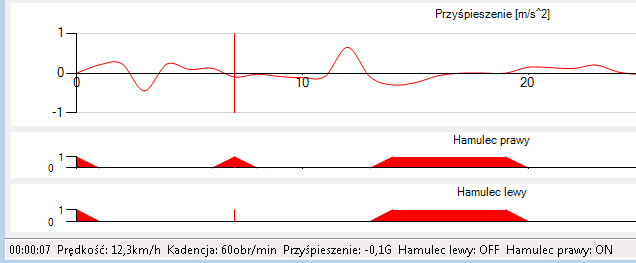 Przyśpieszenie [m/s^2]
1
0
-1
0 10 20
Hamulec prawy
1
0
Hamulec lewy
1
0
00:00:07 Prędkość: 12,3km/h Kadencja: 60obr/min Przyśpieszenie: -0,1G Hamulec lewy: OFF Hamulec prawy: ON